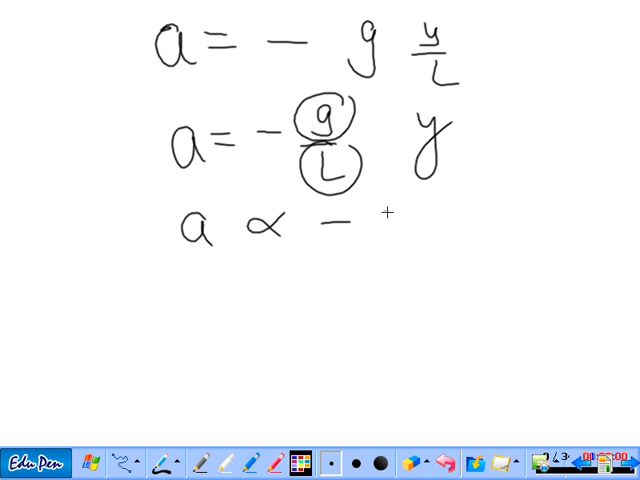 a = - g y/L
a = - g/L y
a ∝ -
Edu Pen